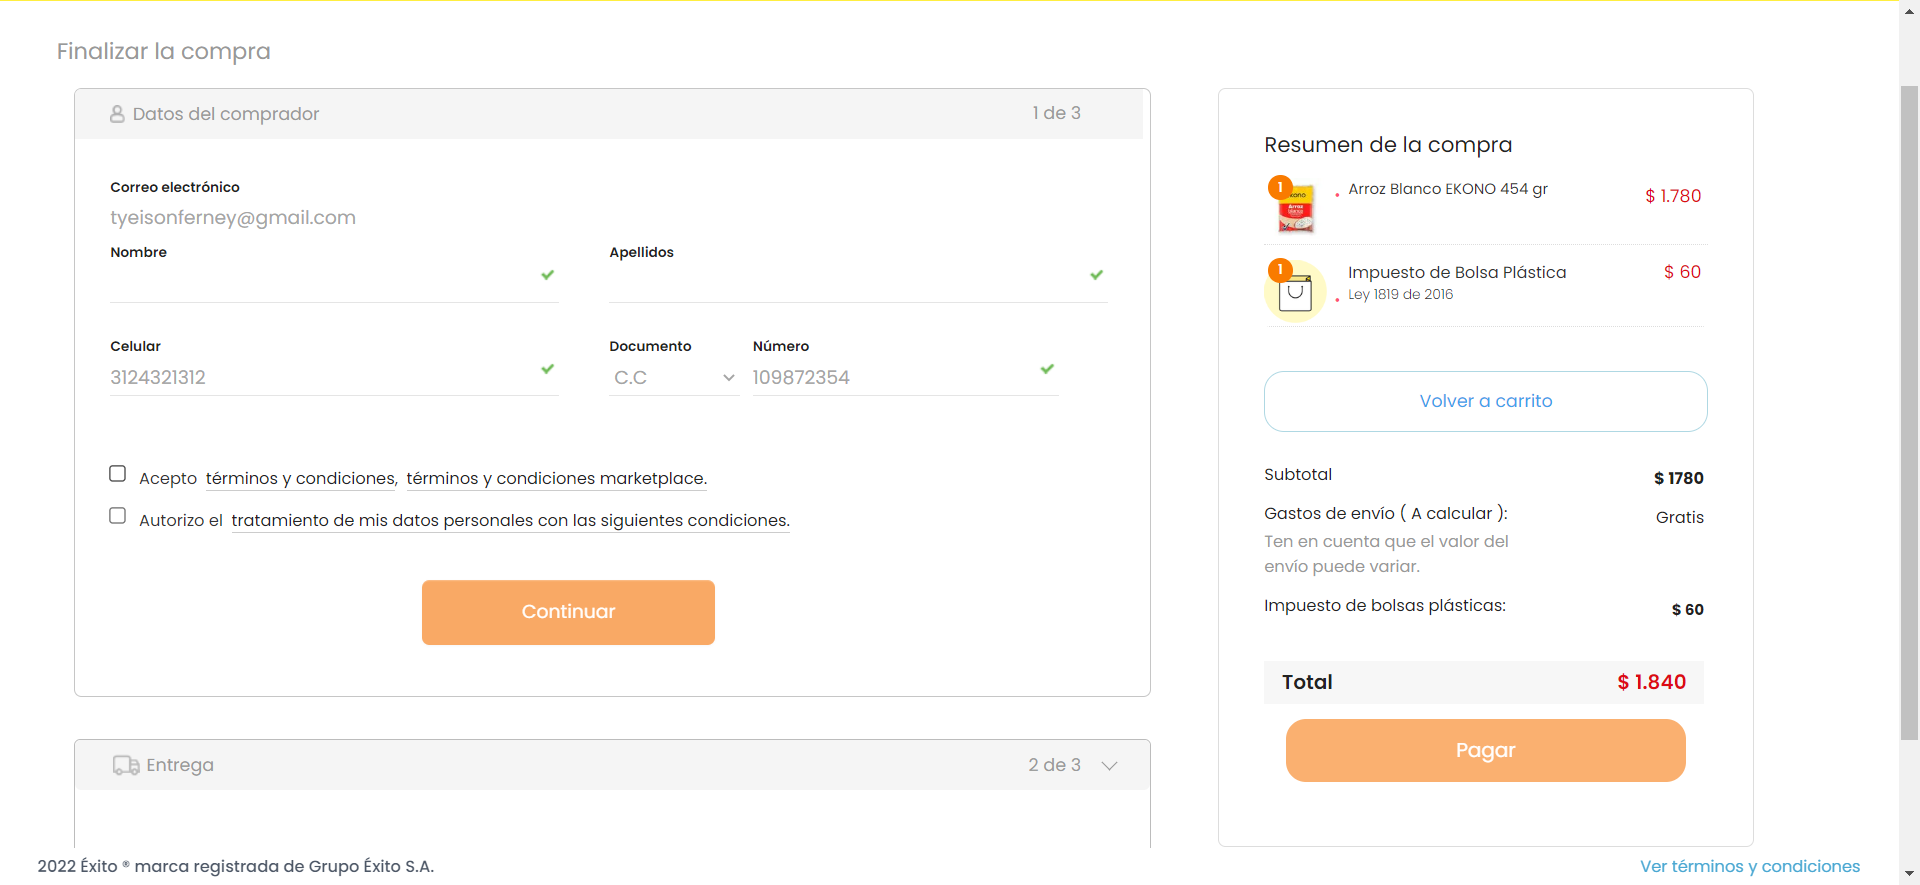 Finalizar la compra
Datos del comprador
1 de 3
Correo electrónico
tyeisonferney@gmail.com
Nombre
Apellidos
Celular
3124321312
Documento
C.C
Número
109872354
Acepto términos y condiciones, términos y condiciones marketplace.
Autorizo el tratamiento de mis datos personales con las siguientes condiciones.
Continuar
Entrega
2 de 3
Resumen de la compra
1
Arroz Blanco EKONO 454 gr
$ 1.780
1
Impuesto de Bolsa Plástica
$ 60
Ley 1819 de 2016
Volver a carrito
Subtotal
$ 1780
Gastos de envío ( A calcular ):
Gratis
Ten en cuenta que el valor del
envío puede variar.
Impuesto de bolsas plásticas:
$ 60
Total
$ 1.840
Pagar
2022 Éxito ® marca registrada de Grupo Éxito S.A.
Ver términos y condiciones